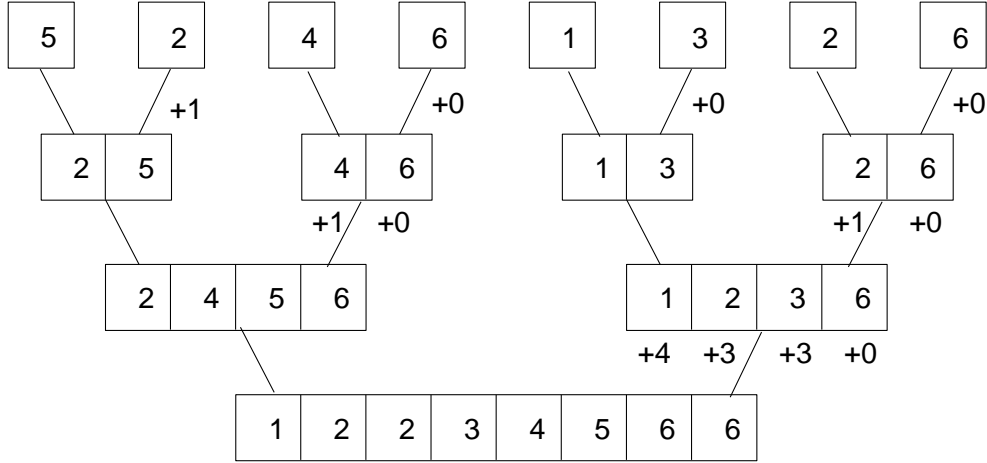 5 2 4 6 1 3 2 6
+1 +0 +0 +0
2 5 4 6 1 3 2 6
+1 +0 +1 +0
2 4 5 6 1 2 3 6
+4 +3 +3 +0
1 2 2 3 4 5 6 6